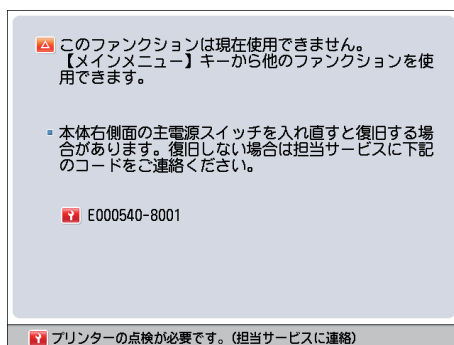 このファンクションは現在使用できません。
【メインメニュー】キーから他のファンクションを使
用できます。
本体右側面の主電源スイッチを入れ直すと復旧する場
合があります。復旧しない場合は担当サービスに下記
のコードをご連絡ください。
E000540-8001
プリンターの点検が必要です。(担当サービスに連絡)